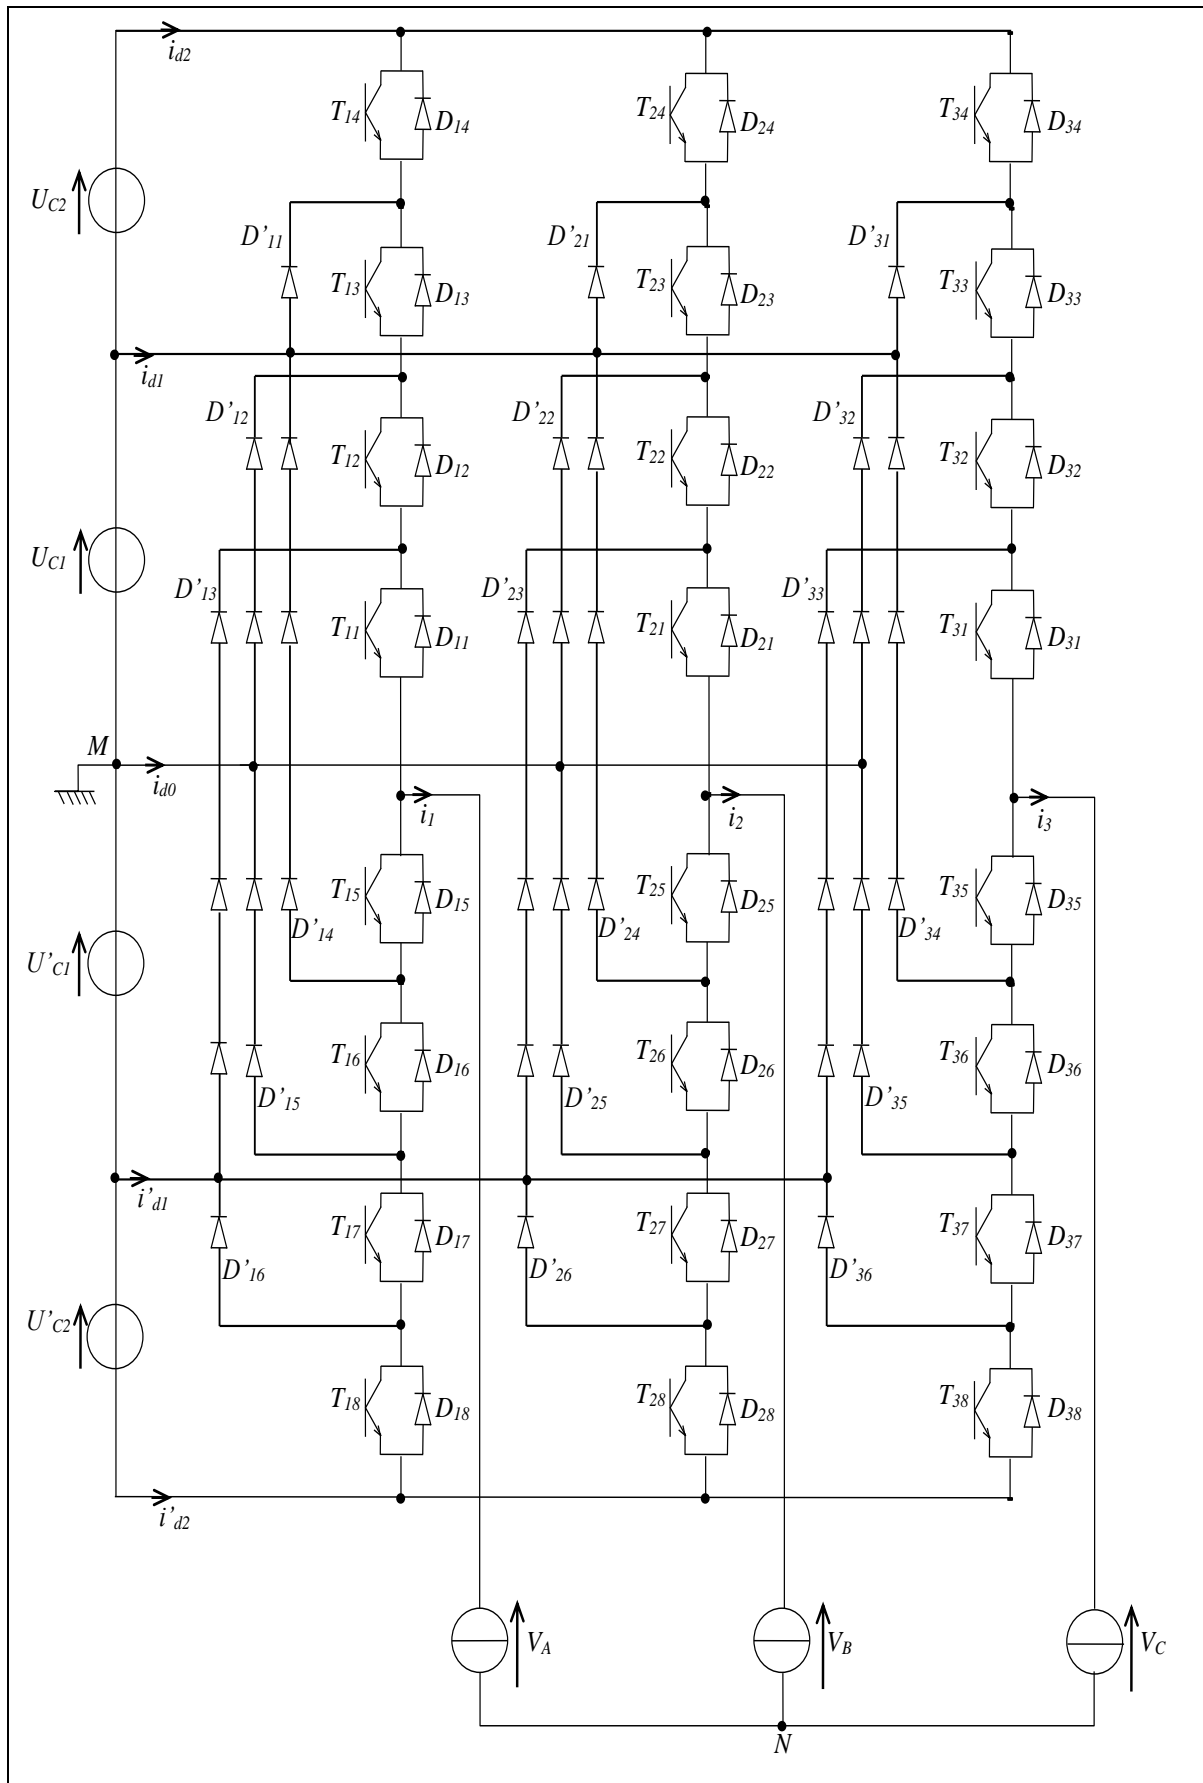 i_d2
T_14 D_14 T_24 D_24 T_34 D_34
U_C2
D'_11 D'_21 D'_31
T_13 D_13 T_23 D_23 T_33 D_33
i_d1
D'_12 D'_22 D'_32
T_12 D_12 T_22 D_22 T_32 D_32
U_C1
D'_13 D'_23 D'_33
T_11 D_11 T_21 D_21 T_31 D_31
M
i_d0
i_1 i_2 i_3
T_15 D_15 T_25 D_25 T_35 D_35
D'_14 D'_24 D'_34
U'_C1
T_16 D_16 T_26 D_26 T_36 D_36
D'_15 D'_25 D'_35
i'_d1
T_17 D_17 T_27 D_27 T_37 D_37
D'_16 D'_26 D'_36
U'_C2
T_18 D_18 T_28 D_28 T_38 D_38
i'_d2
V_A V_B V_C
N